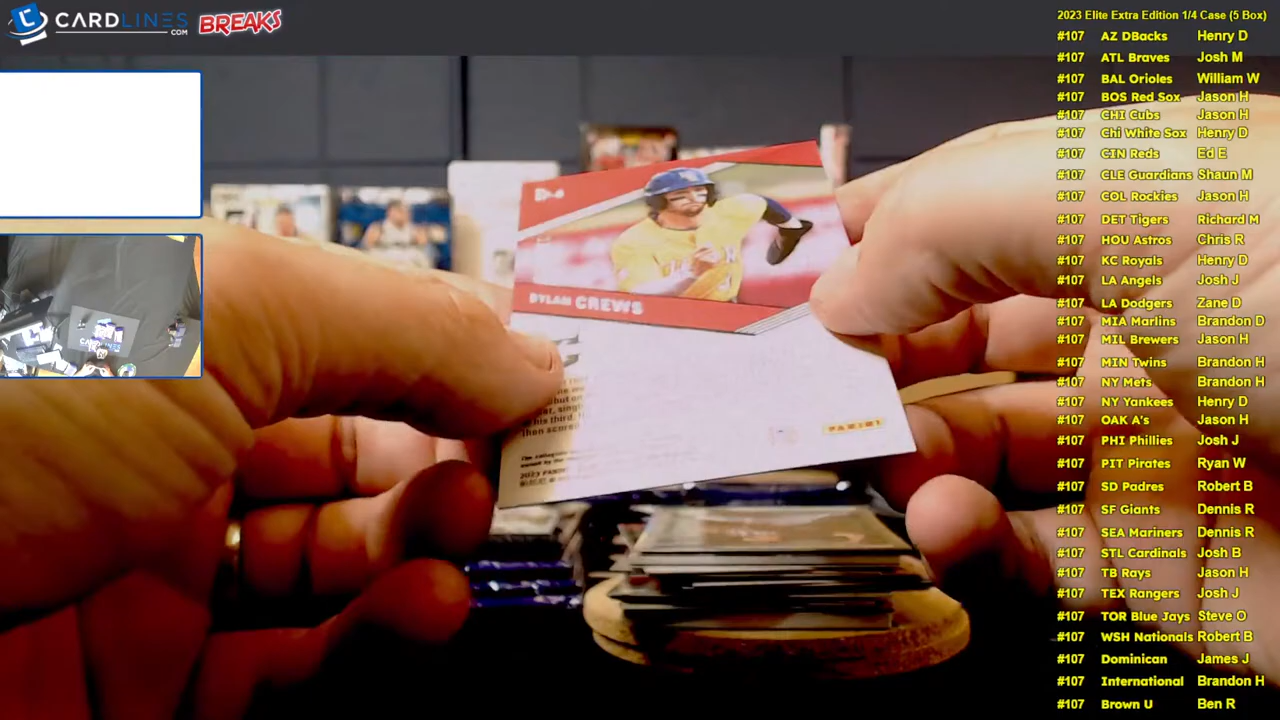 CARDLINES
.COM
BREAKS
2023 Elite Extra Edition 1/4 Case (5 Box)
#107 AZ DBacks Henry D
#107 ATL Braves Josh M
#107 BAL Orioles William W
#107 BOS Red Sox Jason H
#107 CHI Cubs Jason H
#107 Chi White Sox Henry D
#107 CIN Reds Ed E
#107 CLE Guardians Shaun M
#107 COL Rockies Jason H
#107 DET Tigers Richard M
#107 HOU Astros Chris R
#107 KC Royals Henry D
#107 LA Angels Josh J
#107 LA Dodgers Zane D
#107 MIA Marlins Brandon D
#107 MIL Brewers Jason H
#107 MIN Twins Brandon H
#107 NY Mets Brandon H
#107 NY Yankees Henry D
#107 OAK A's Jason H
#107 PHI Phillies Josh J
#107 PIT Pirates Ryan W
#107 SD Padres Robert B
#107 SF Giants Dennis R
#107 SEA Mariners Dennis R
#107 STL Cardinals Josh B
#107 TB Rays Jason H
#107 TEX Rangers Josh J
#107 TOR Blue Jays Steve O
#107 WSH Nationals Robert B
#107 Dominican James J
#107 International Brandon H
#107 Brown U Ben R
DYLAN CREWS
his third.
then scored
PANINI
2023 PANINI